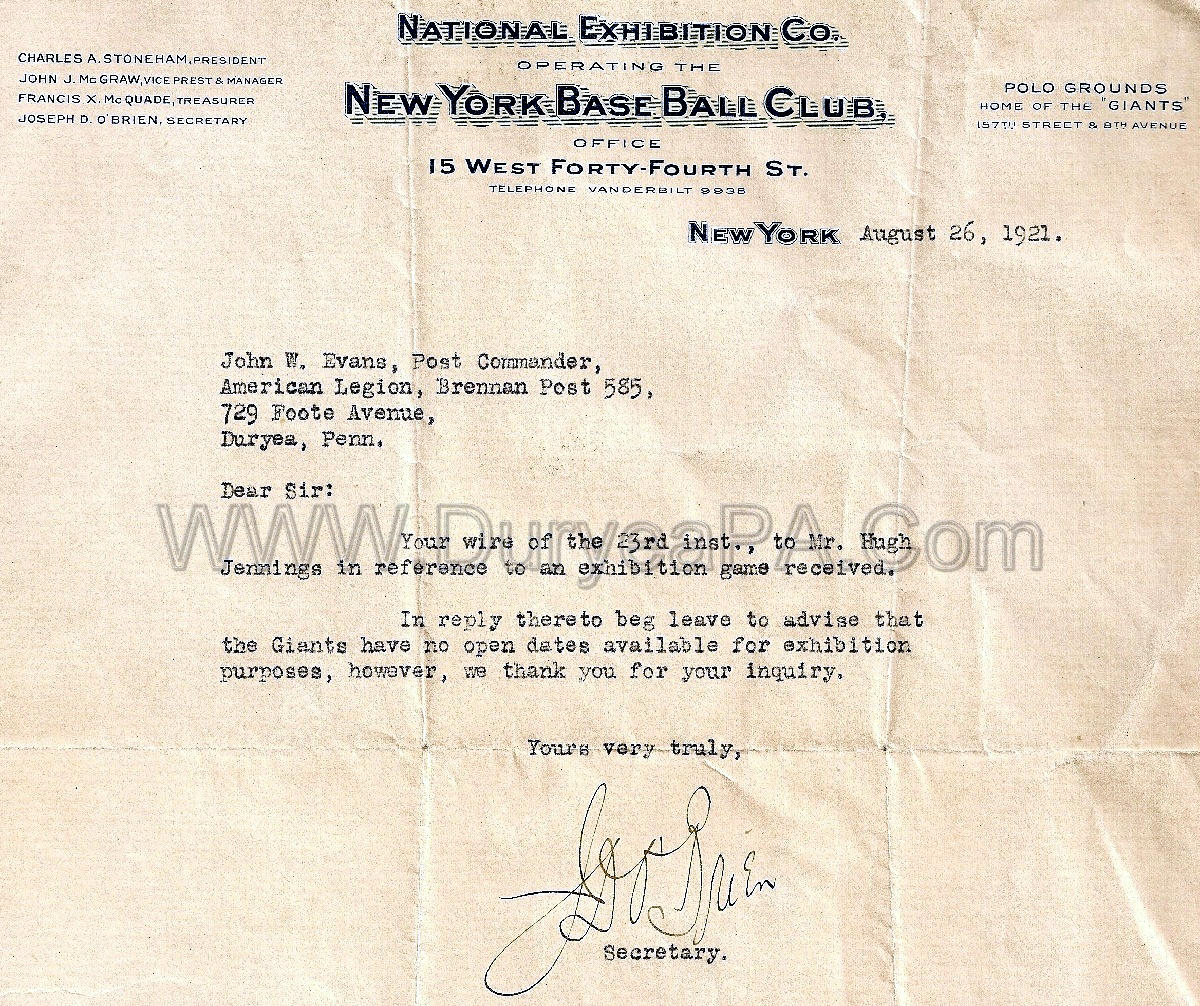 NATIONAL EXHIBITION CO.
OPERATING THE
NEW YORK BASE BALL CLUB,
OFFICE
15 WEST FORTY-FOURTH ST.
TELEPHONE VANDERBILT 9938
CHARLES A. STONEHAM, PRESIDENT
JOHN J. McGRAW, VICE PREST & MANAGER
FRANCIS X. McQUADE, TREASURER
JOSEPH D. O'BRIEN, SECRETARY
POLO GROUNDS
HOME OF THE "GIANTS"
157TH STREET & 8TH AVENUE
NEW YORK August 26, 1921.
John W. Evans, Post Commander,
American Legion, Brennan Post 585,
729 Foote Avenue,
Duryea, Penn.
Dear Sir:
WWW.DuryeaPA.Com
Your wire of the 23rd inst., to Mr. Hugh
Jennings in reference to an exhibition game received.
In reply thereto beg leave to advise that
the Giants have no open dates available for exhibition
purposes, however, we thank you for your inquiry.
Yours very truly,
J D O'Brien
Secretary.